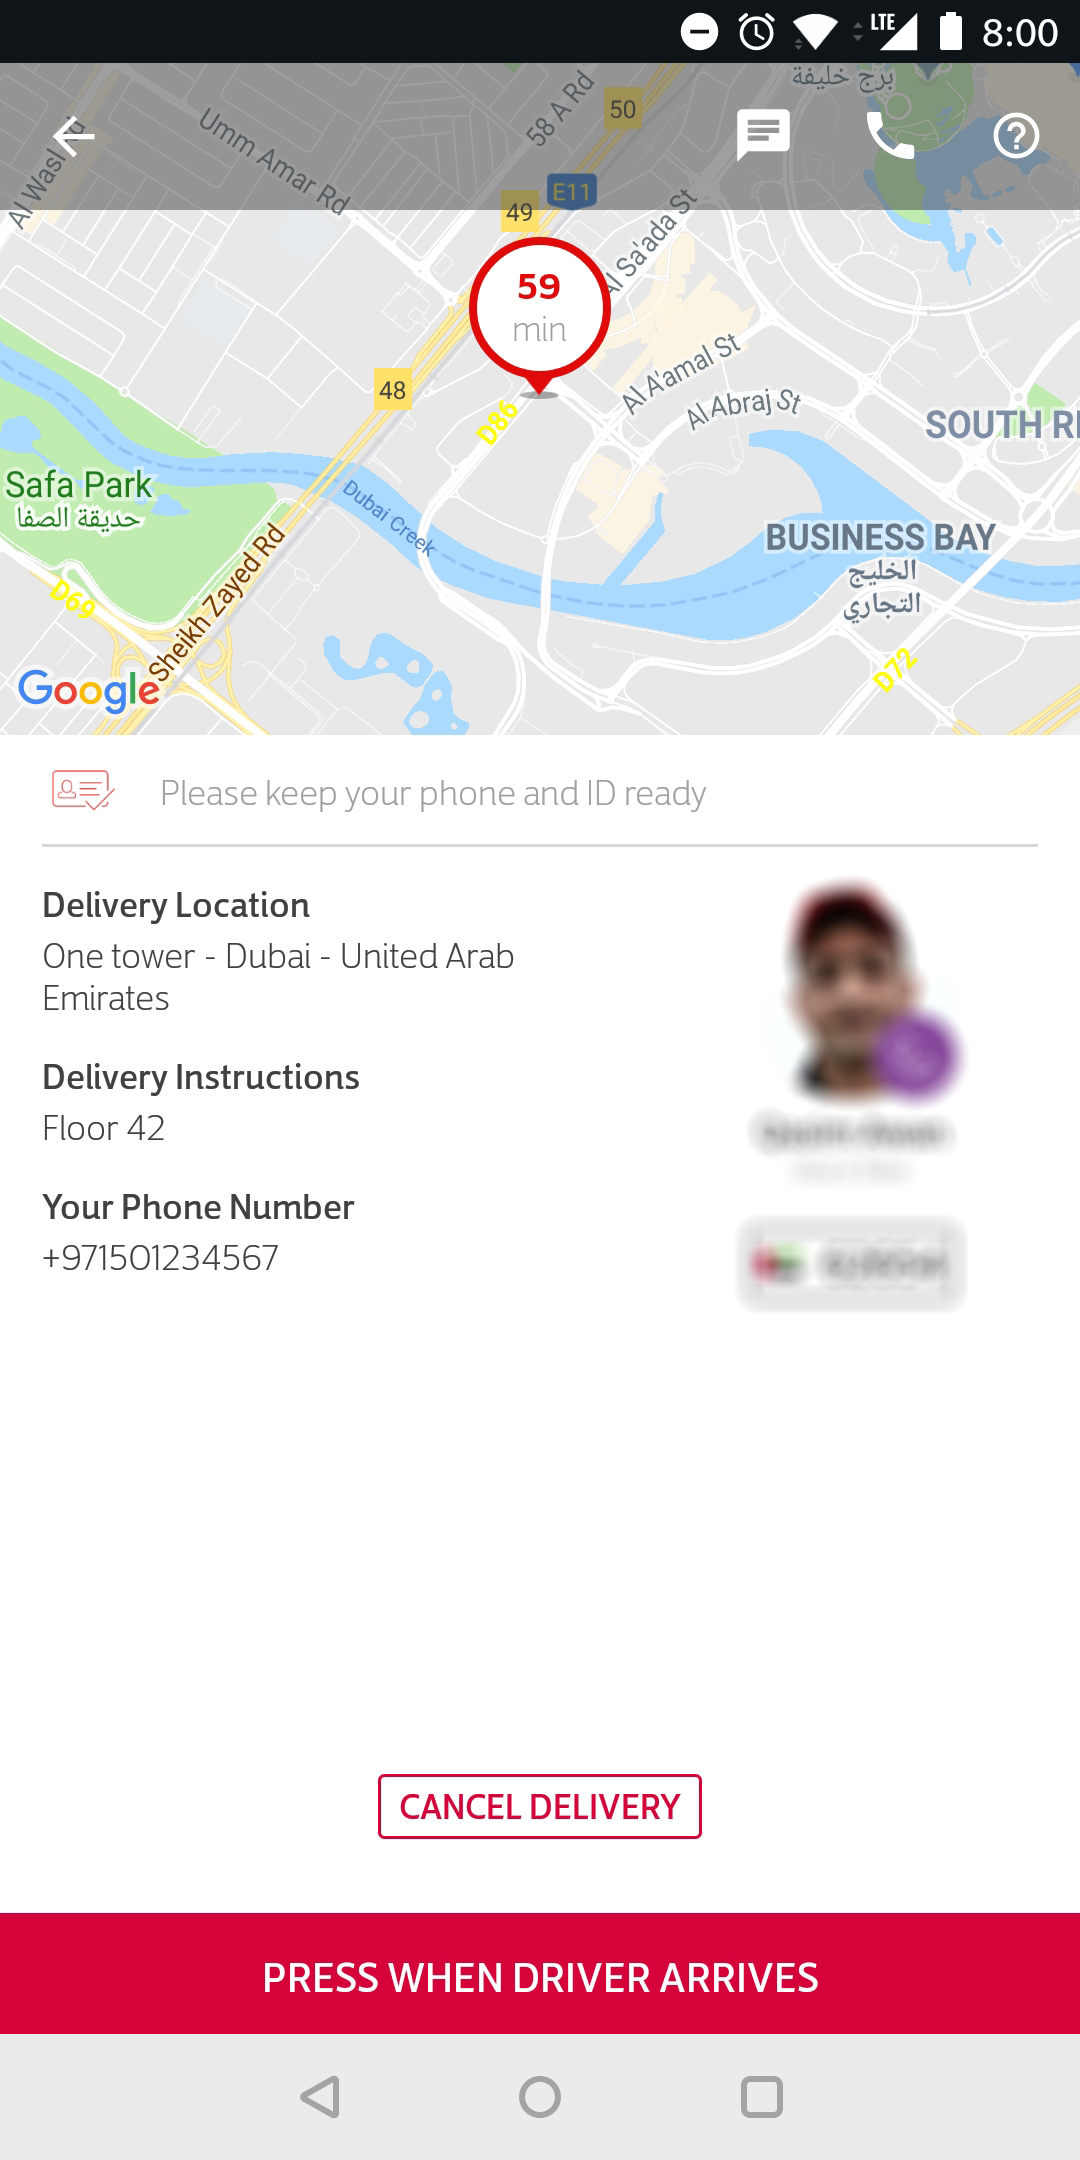 LTE 8:00
برج خليفة
Al Wasl Rd
Umm Amar Rd
58 A Rd
50
E11
49
Al Sa'ada St
59
min
48
D86
Al A'amal St
Al Abraj St
SOUTH RI
Safa Park
حديقة الصفا
Dubai Creek
BUSINESS BAY
الخليج
التجاري
D69
Sheikh Zayed Rd
D72
Google
Please keep your phone and ID ready
Delivery Location
One tower - Dubai - United Arab
Emirates
Delivery Instructions
Floor 42
Your Phone Number
+971501234567
CANCEL DELIVERY
PRESS WHEN DRIVER ARRIVES